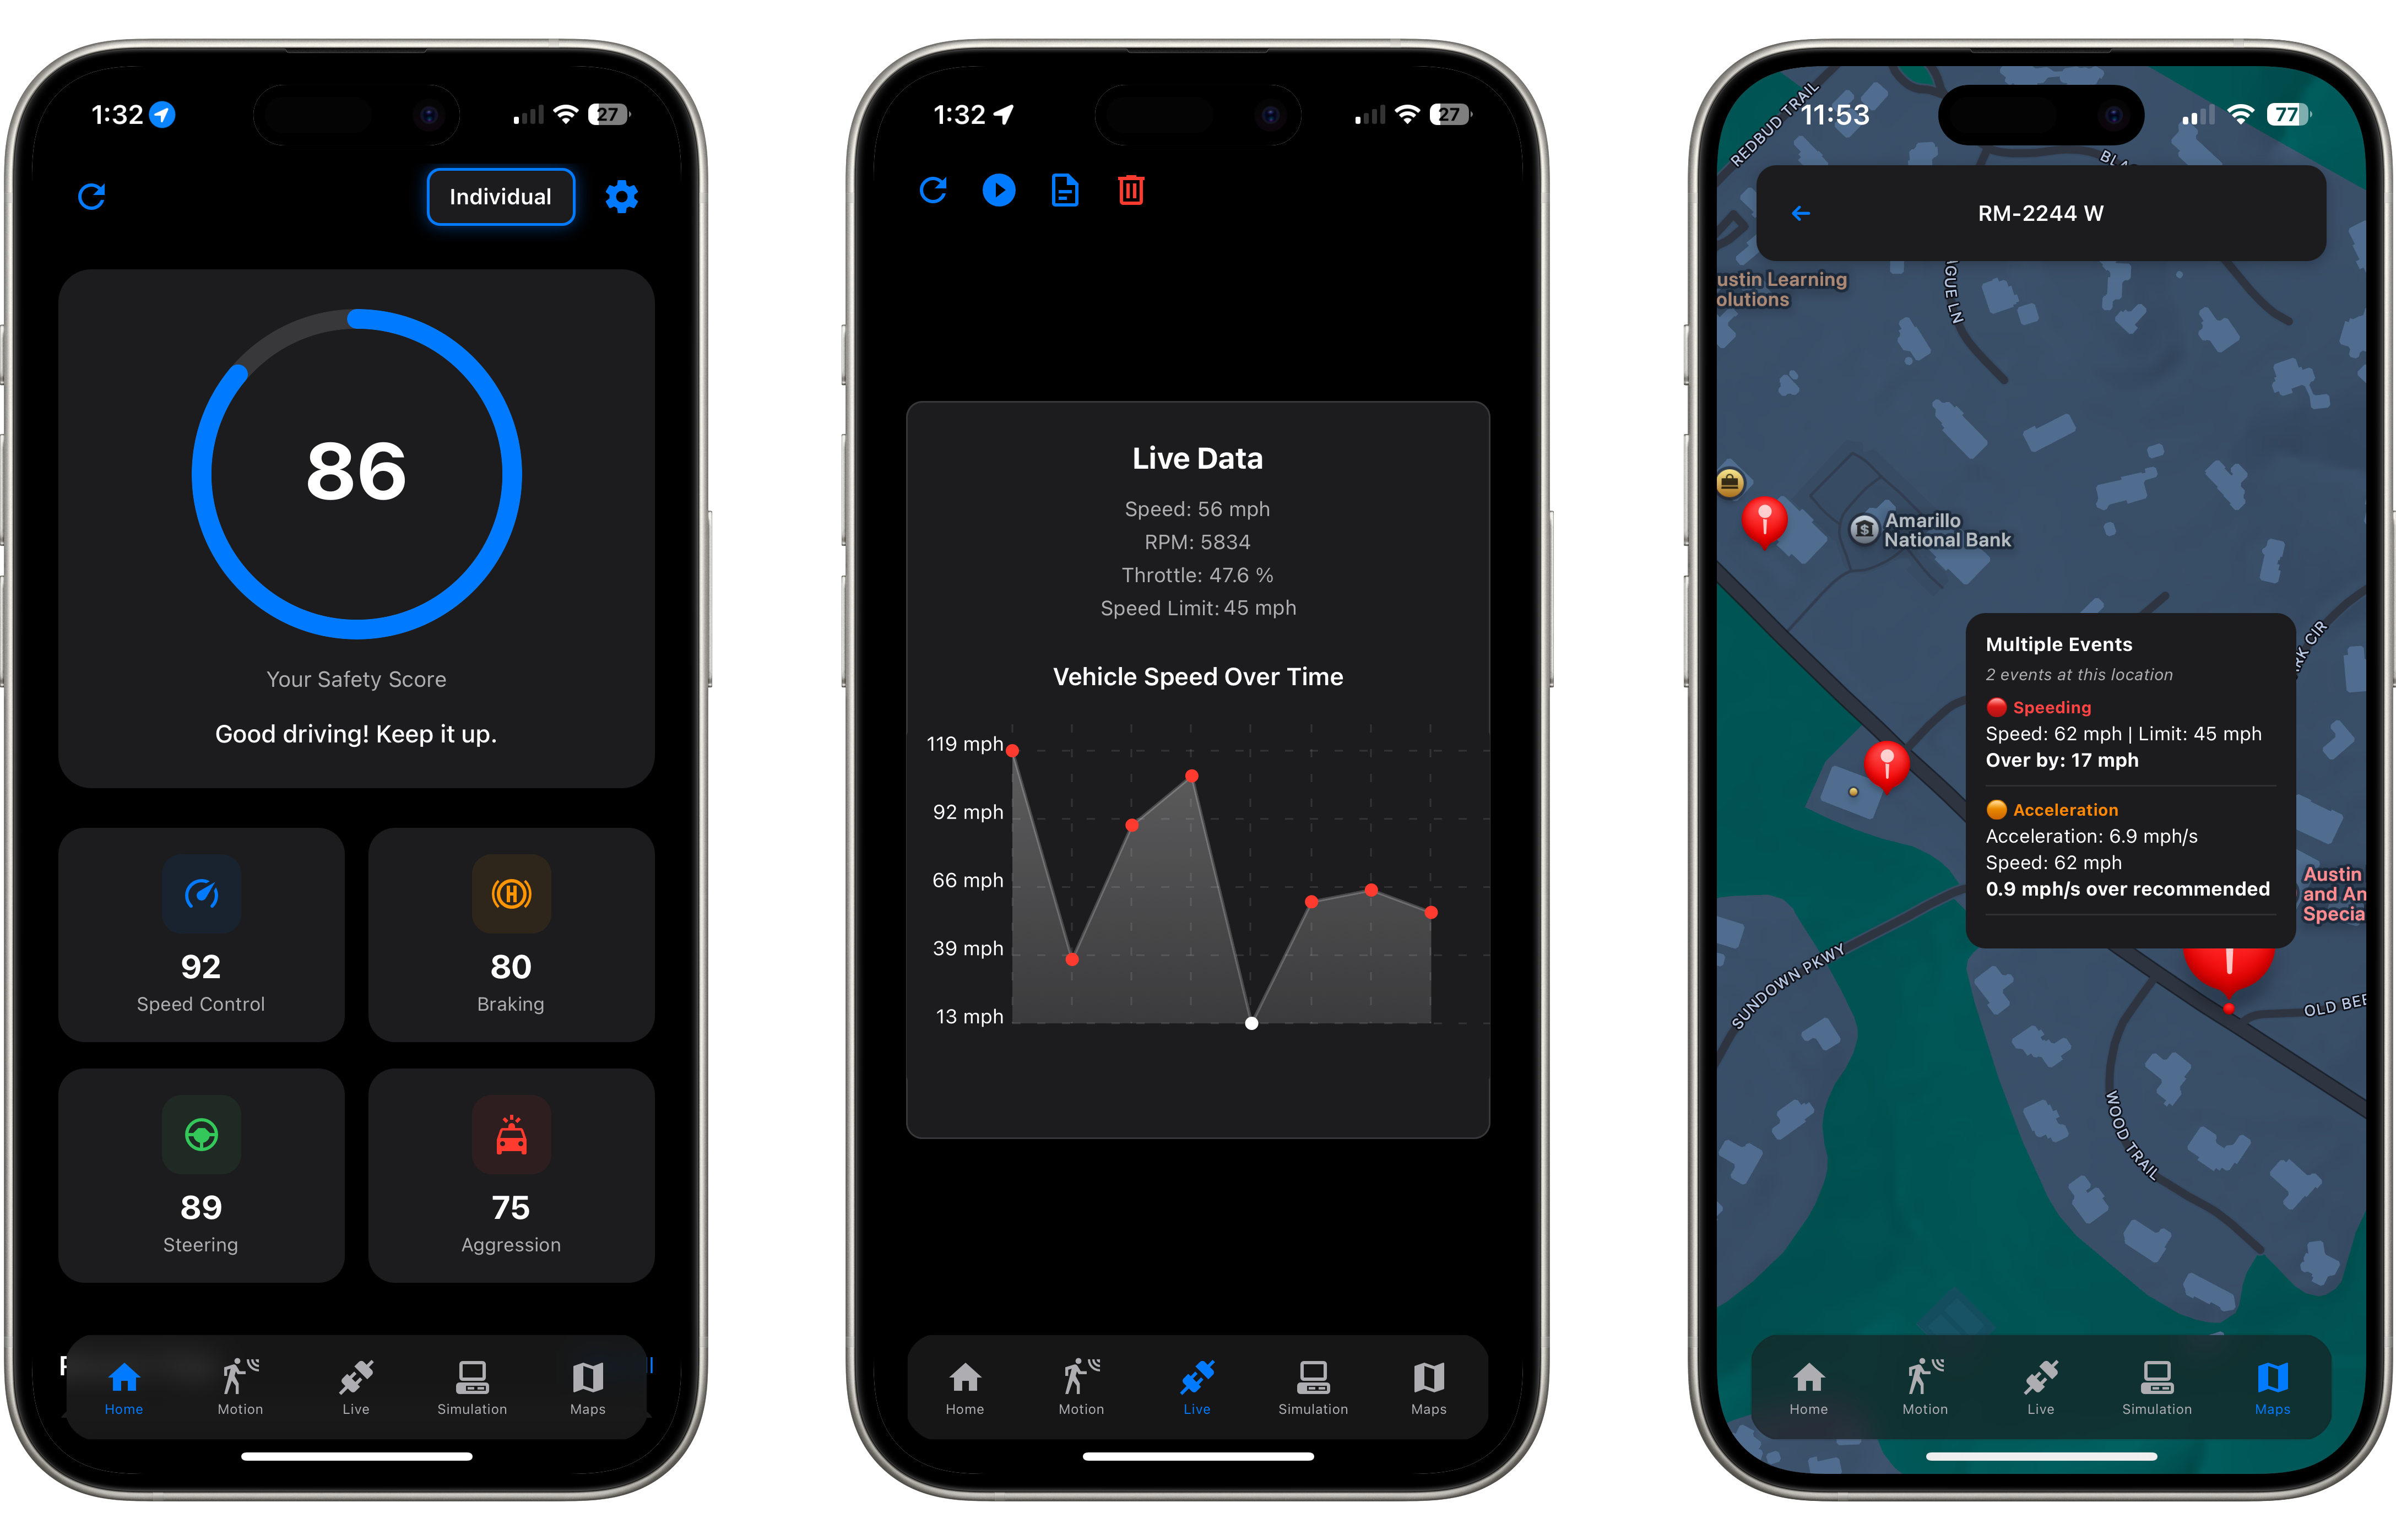 1:32
27
Individual
86
Your Safety Score
Good driving! Keep it up.
92
Speed Control
80
Braking
89
Steering
75
Aggression
Home
Motion
Live
Simulation
Maps
1:32
27
Live Data
Speed: 56 mph
RPM: 5834
Throttle: 47.6 %
Speed Limit: 45 mph
Vehicle Speed Over Time
119 mph
92 mph
66 mph
39 mph
13 mph
Home
Motion
Live
Simulation
Maps
11:53
77
REDBUD TRAIL
RM-2244 W
GUE LN
ustin Learning
olutions
Amarillo
National Bank
RK CIR
Multiple Events
2 events at this location
Speeding
Speed: 62 mph | Limit: 45 mph
Over by: 17 mph
Acceleration
Acceleration: 6.9 mph/s
Speed: 62 mph
0.9 mph/s over recommended
Austin
and An
Specia
SUNDOWN PKWY
OLD BEE
WOOD TRAIL
Home
Motion
Live
Simulation
Maps